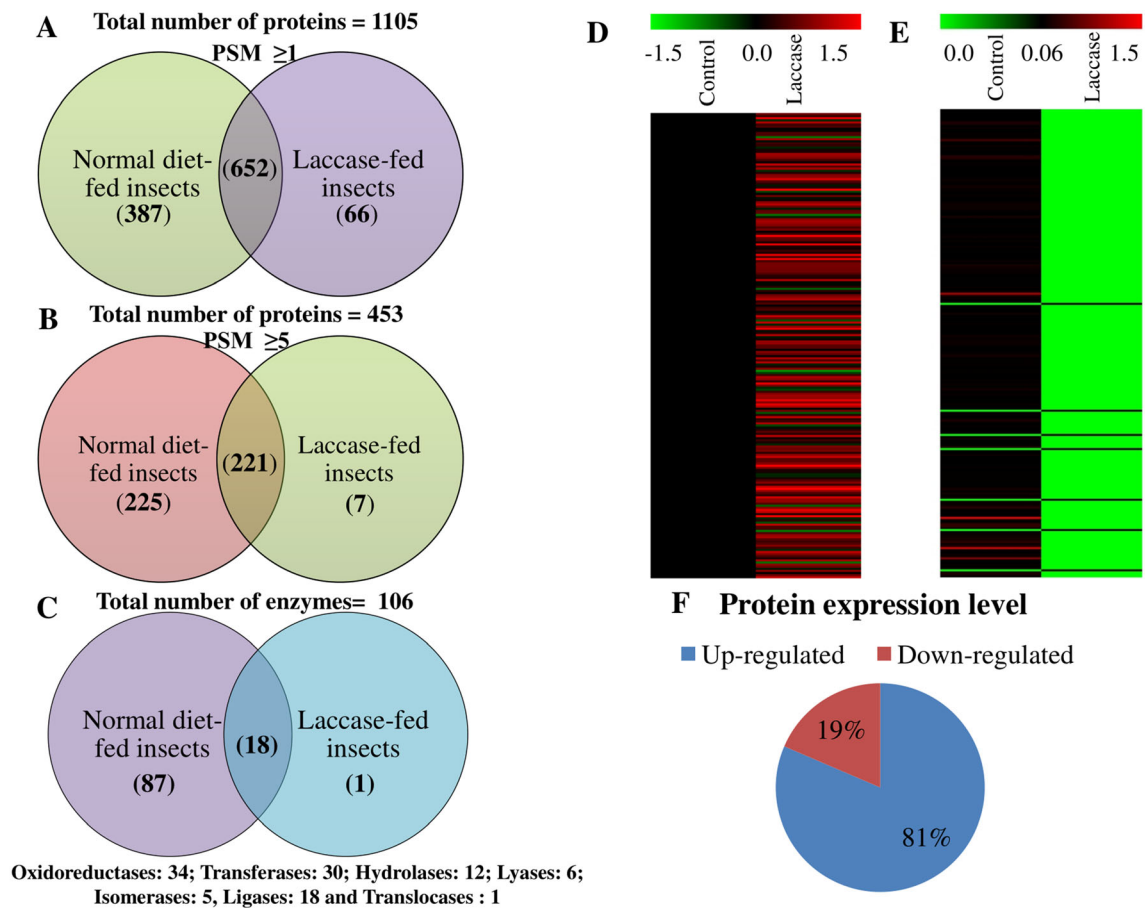 A
Total number of proteins = 1105
PSM ≥1
Normal diet-
fed insects
(387)
(652)
Laccase-fed
insects
(66)
B
Total number of proteins = 453
PSM ≥5
Normal diet-
fed insects
(225)
(221)
Laccase-fed
insects
(7)
C
Total number of enzymes= 106
Normal diet-
fed insects
(87)
(18)
Laccase-fed
insects
(1)
Oxidoreductases: 34; Transferases: 30; Hydrolases: 12; Lyases: 6;
Isomerases: 5, Ligases: 18 and Translocases : 1
D
-1.5 0.0 1.5
Control
Laccase
E
0.0 0.06 1.5
Control
Laccase
F Protein expression level
Up-regulated Down-regulated
19%
81%